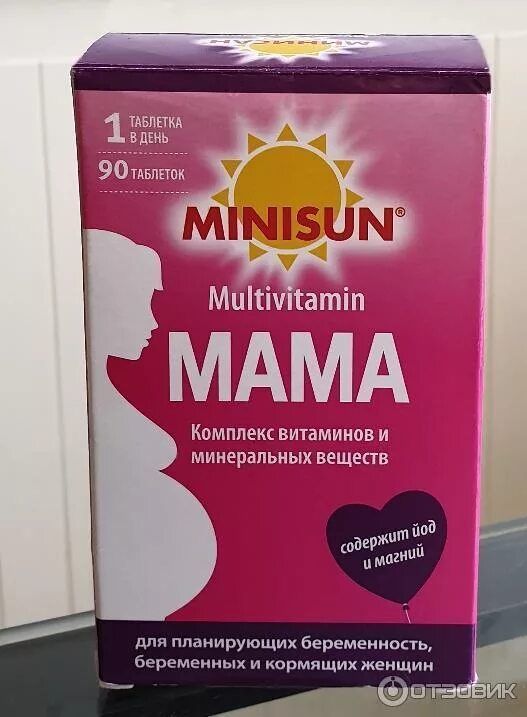 МИНИСАН
1 ТАБЛЕТКА
В ДЕНЬ
90 ТАБЛЕТОК
MINISUN®
Multivitamin
МАМА
Комплекс витаминов и
минеральных веществ
содержит йод
и магний
для планирующих беременность,
беременных и кормящих женщин
ОТЗОВИК